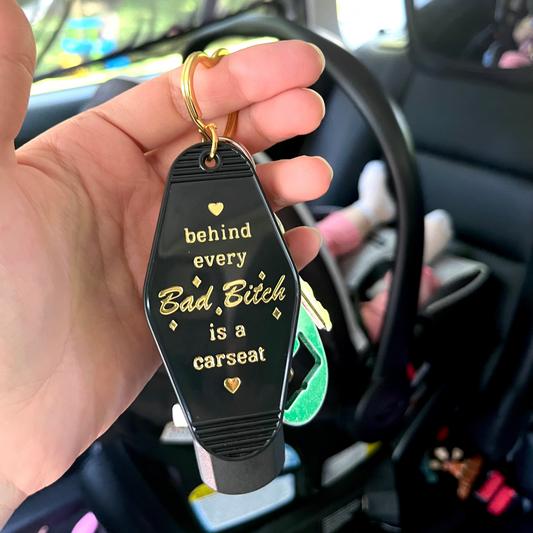 behind
every
Bad Bitch
is a
carseat